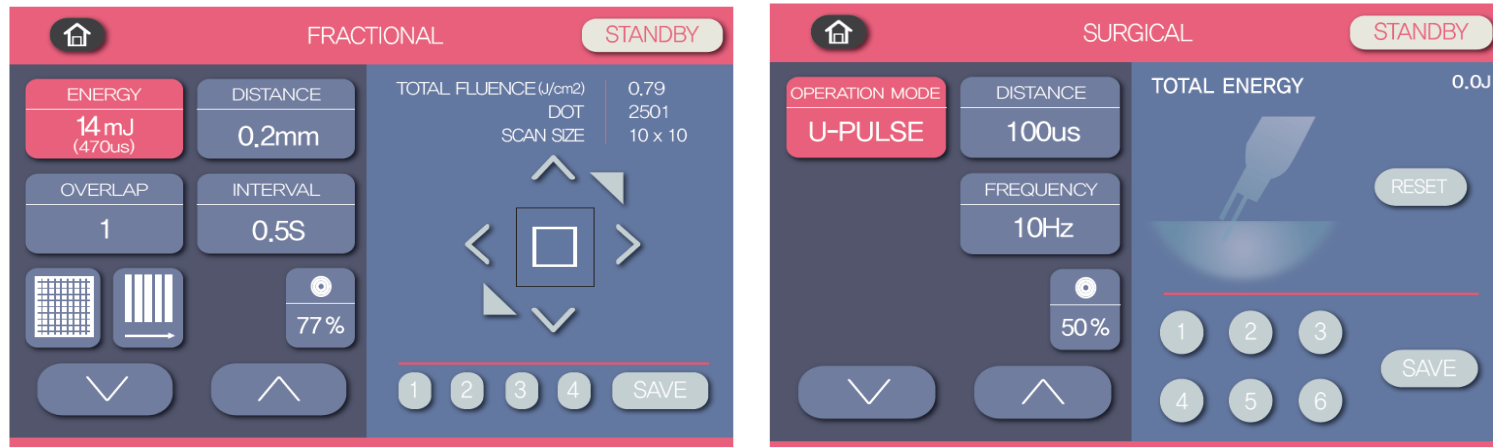 FRACTIONAL
STANDBY
ENERGY
14 mJ
(470us)
DISTANCE
0.2mm
OVERLAP
1
INTERVAL
0.5S
77%
TOTAL FLUENCE (J/cm2) 0.79
DOT 2501
SCAN SIZE 10 x 10
1 2 3 4 SAVE
SURGICAL
STANDBY
OPERATION MODE
U-PULSE
DISTANCE
100us
FREQUENCY
10Hz
50%
TOTAL ENERGY 0.0J
RESET
1 2 3
SAVE
4 5 6